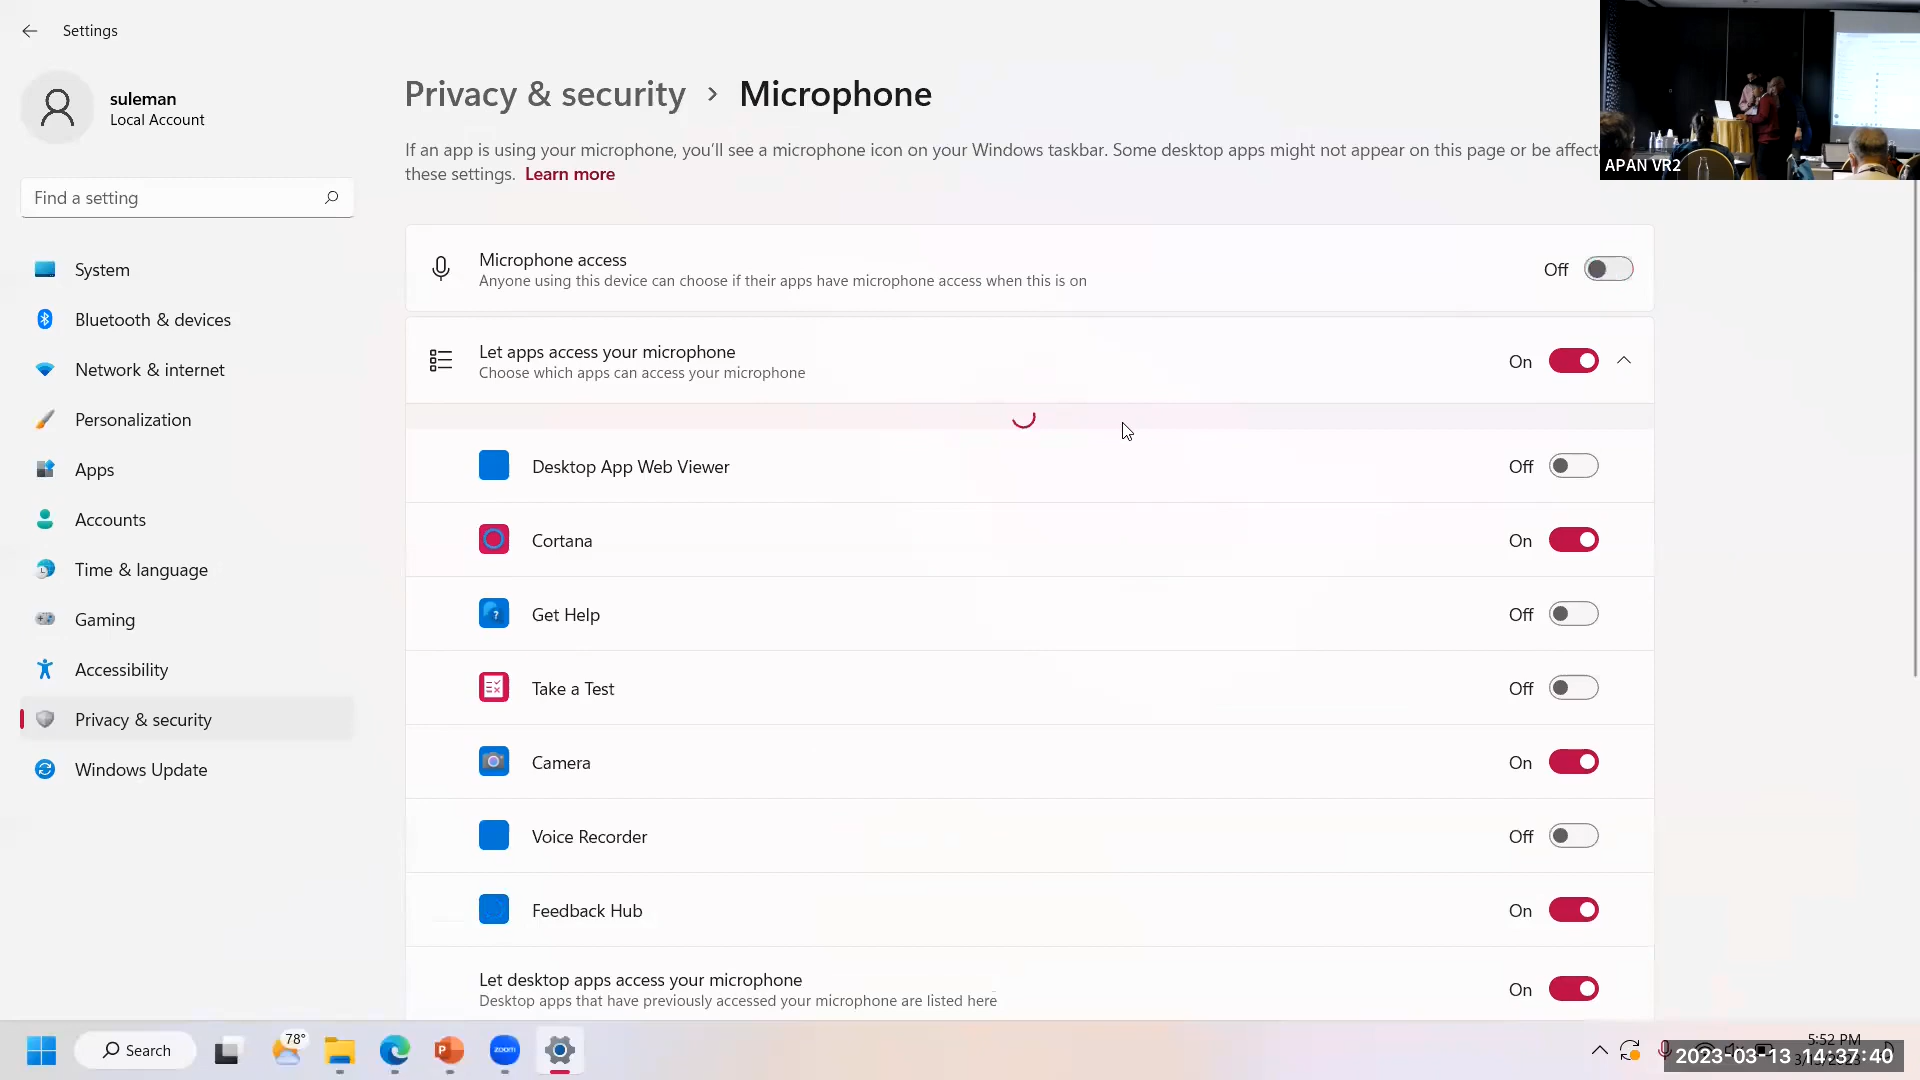 Settings
suleman
Local Account
Find a setting
System
Bluetooth & devices
Network & internet
Personalization
Apps
Accounts
Time & language
Gaming
Accessibility
Privacy & security
Windows Update
Privacy & security > Microphone
If an app is using your microphone, you'll see a microphone icon on your Windows taskbar. Some desktop apps might not appear on this page or be affect
these settings. Learn more
Microphone access
Anyone using this device can choose if their apps have microphone access when this is on
Off
Let apps access your microphone
Choose which apps can access your microphone
On
Desktop App Web Viewer
Off
Cortana
On
Get Help
Off
Take a Test
Off
Camera
On
Voice Recorder
Off
Feedback Hub
On
Let desktop apps access your microphone
Desktop apps that have previously accessed your microphone are listed here
On
APAN VR2
Search
78°
zoom
5:52 PM
2023-03-13 14:37:40